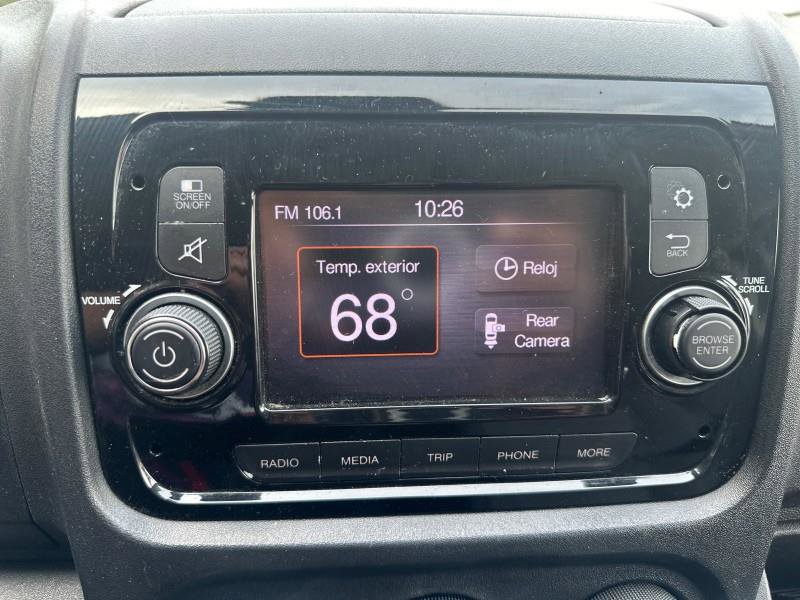 SCREEN
ON/OFF
FM 106.1 10:26
BACK
VOLUME
Temp. exterior
68°
Reloj
Rear
Camera
TUNE
SCROLL
BROWSE
ENTER
RADIO MEDIA TRIP PHONE MORE